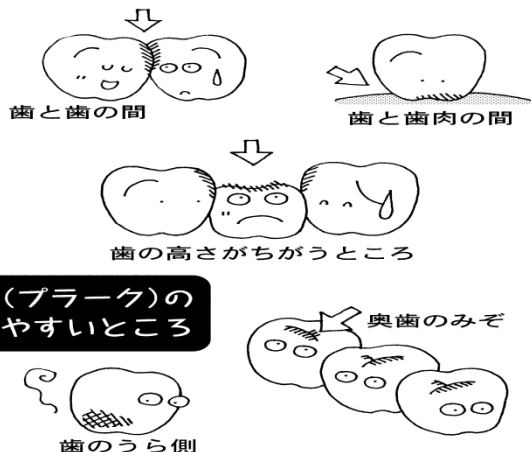 歯と歯の間
歯と歯肉の間
歯の高さがちがうところ
(プラーク)の
やすいところ
奥歯のみぞ
歯のうら側